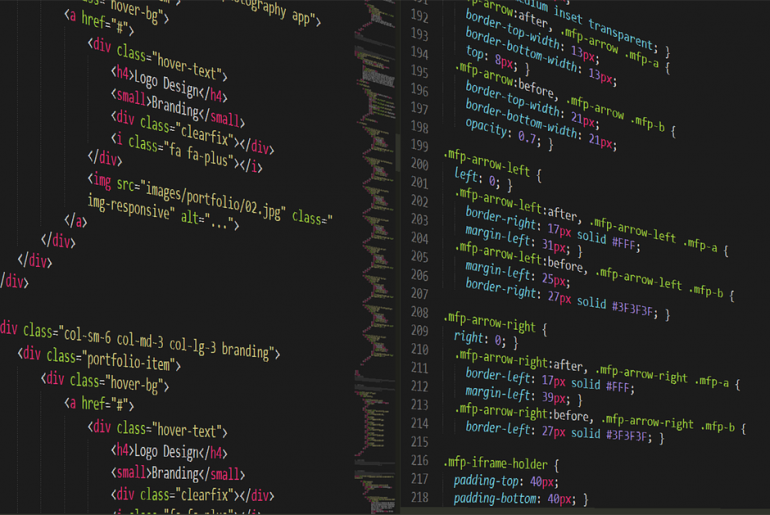 hover-bg">
tography app">
<a href="#">
<div class="hover-text">
<h4>Logo Design</h4>
<small>Branding</small>
<div class="clearfix"></div>
<i class="fa fa-plus"></i>
</div>
<img src="images/portfolio/02.jpg" class="
img-responsive" alt="...">
</a>
</div>
</div>
/div>
div class="col-sm-6 col-md-3 col-lg-3 branding">
<div class="portfolio-item">
<div class="hover-bg">
<a href="#">
<div class="hover-text">
<h4>Logo Design</h4>
<small>Branding</small>
<div class="clearfix"></div>
191 dium inset transparent; }
192 .mfp-arrow:after, .mfp-arrow .mfp-a {
193 border-top-width: 13px;
194 border-bottom-width: 13px;
195 top: 8px; }
196 .mfp-arrow:before, .mfp-arrow .mfp-b {
197 border-top-width: 21px;
198 border-bottom-width: 21px;
199 opacity: 0.7; }
200 .mfp-arrow-left {
201 left: 0; }
202 .mfp-arrow-left:after, .mfp-arrow-left .mfp-a {
203 border-right: 17px solid #FFF;
204 margin-left: 31px; }
205 .mfp-arrow-left:before, .mfp-arrow-left .mfp-b {
206 margin-left: 25px;
207 border-right: 27px solid #3F3F3F; }
208 .mfp-arrow-right {
209 right: 0; }
210 .mfp-arrow-right:after, .mfp-arrow-right .mfp-a {
211 border-left: 17px solid #FFF;
212 margin-left: 39px; }
213 .mfp-arrow-right:before, .mfp-arrow-right .mfp-b {
214 border-left: 27px solid #3F3F3F; }
215
216 .mfp-iframe-holder {
217 padding-top: 40px;
218 padding-bottom: 40px; }